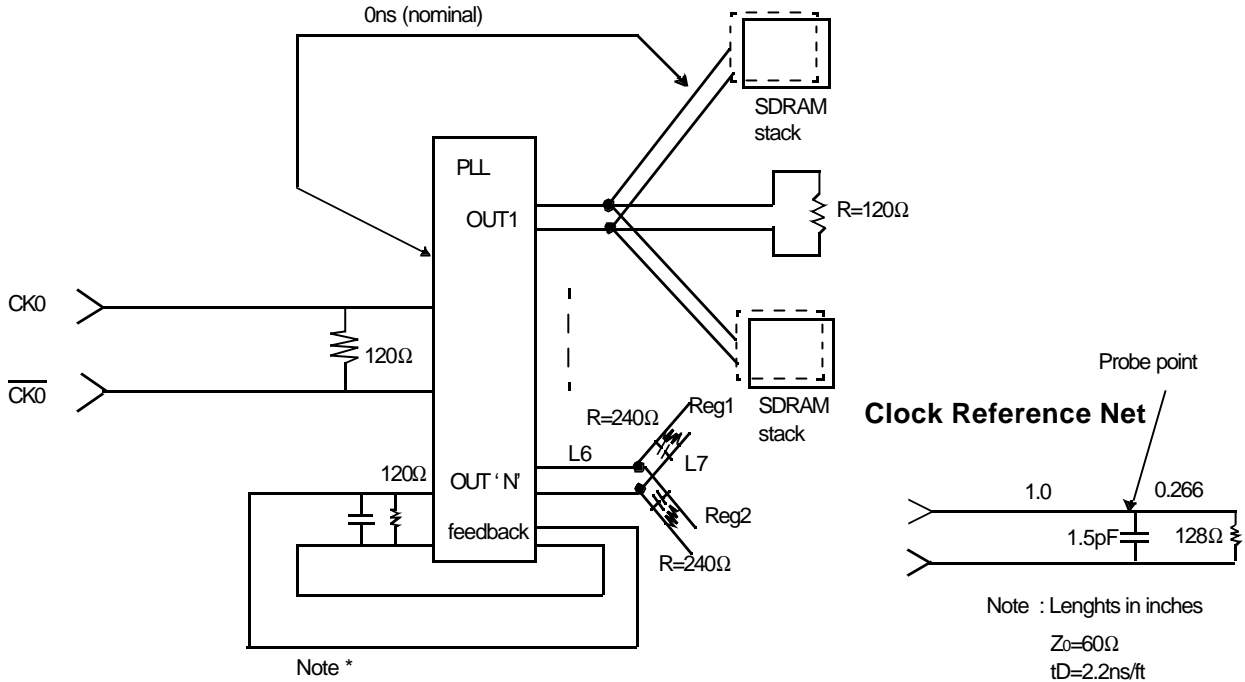 0ns (nominal)
SDRAM
stack
PLL
OUT1
R=120Ω
CK0
120Ω
CK0
SDRAM
stack
Probe point
Clock Reference Net
R=240Ω
Reg1
L6
L7
120Ω
OUT ‘ N’
Reg2
feedback
R=240Ω
1.0
0.266
1.5pF
128Ω
Note : Lenghts in inches
Z0=60Ω
tD=2.2ns/ft
Note *